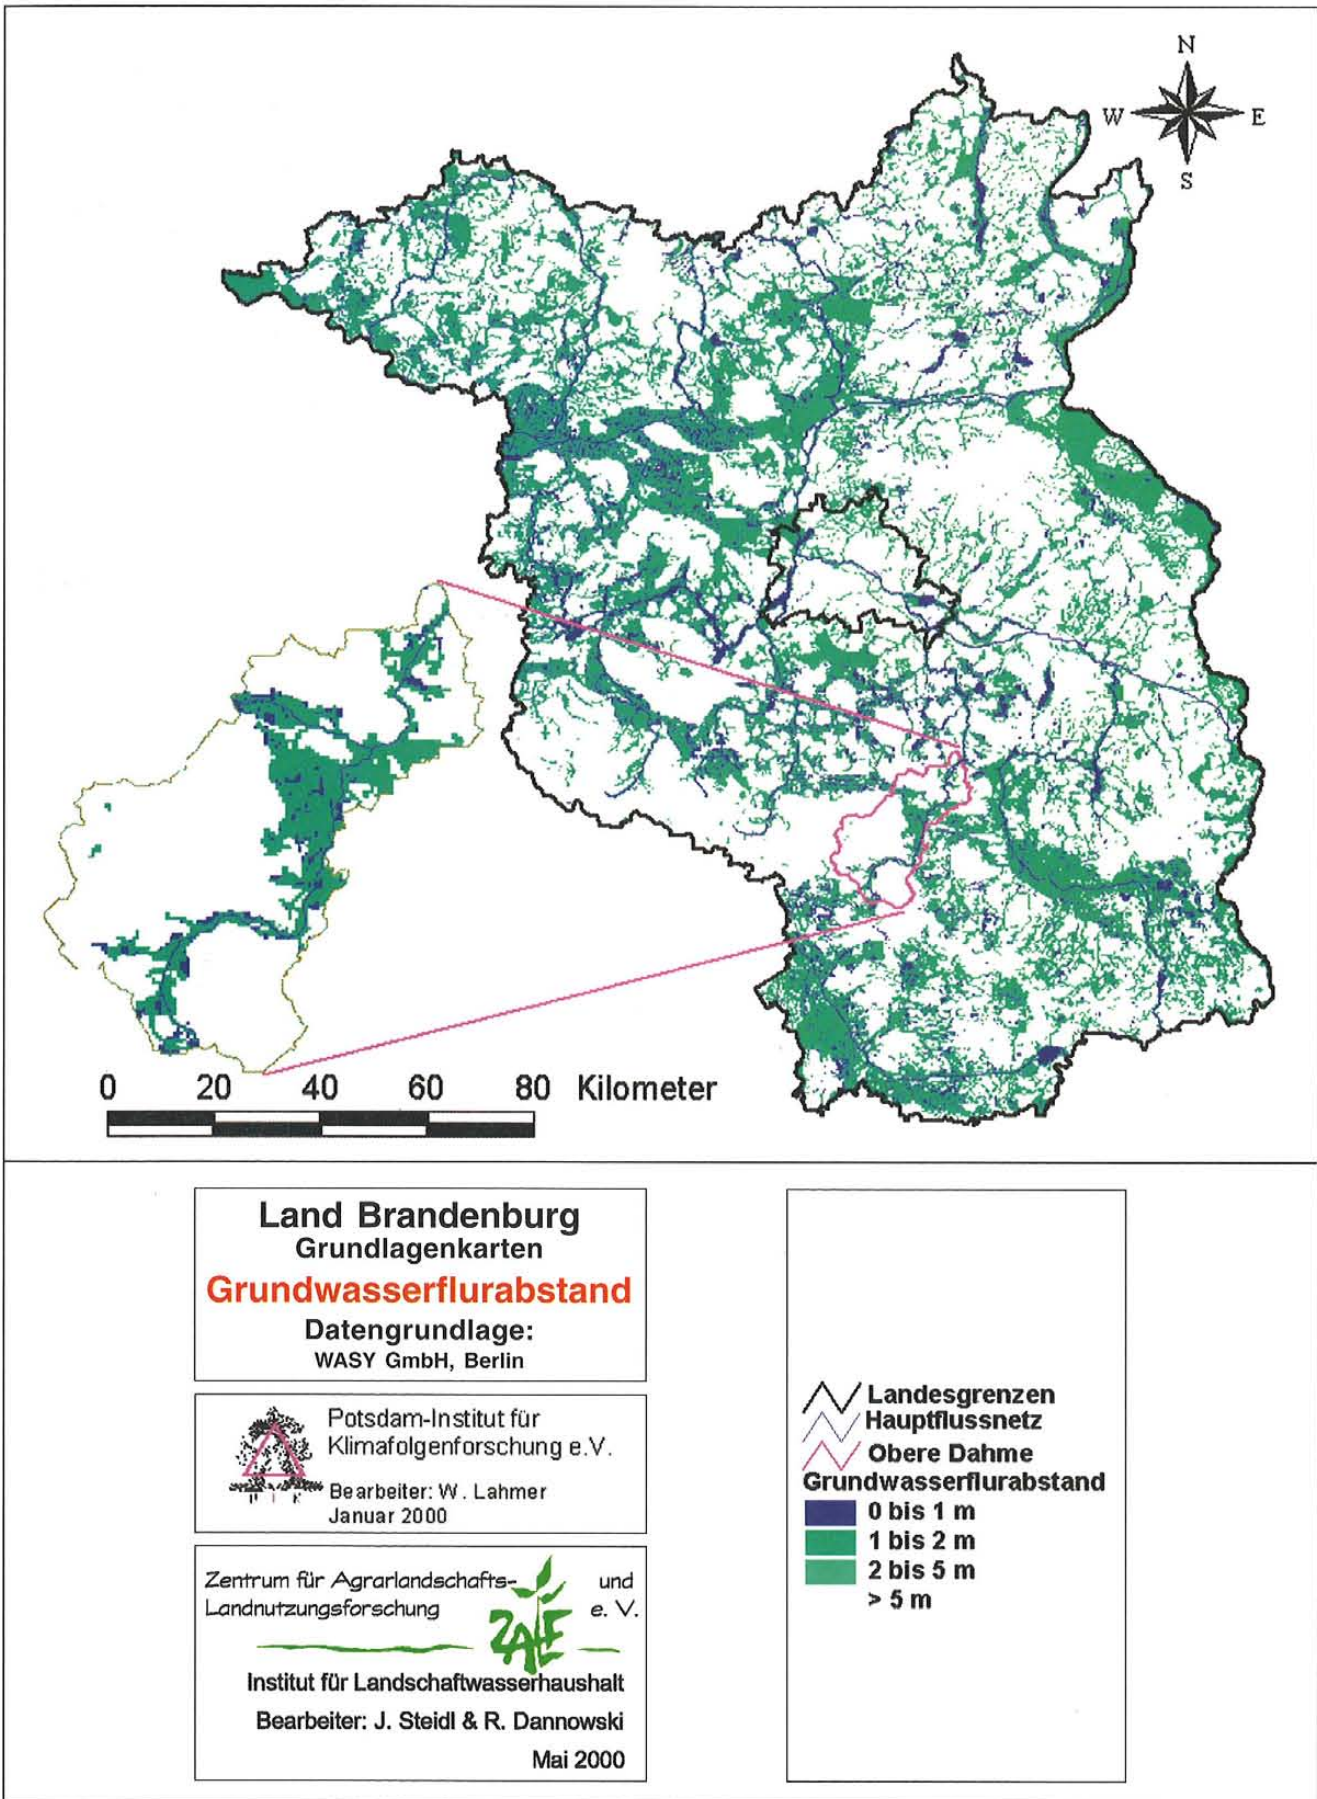 N
W E
S
0 20 40 60 80 Kilometer
Land Brandenburg
Grundlagenkarten
Grundwasserflurabstand
Datengrundlage:
WASY GmbH, Berlin
Potsdam-Institut für
Klimafolgenforschung e.V.
Bearbeiter: W. Lahmer
Januar 2000
Zentrum für Agrarlandschafts- und
Landnutzungsforschung e. V.
ZALF
Institut für Landschaftwasserhaushalt
Bearbeiter: J. Steidl & R. Dannowski
Mai 2000
Landesgrenzen
Hauptflussnetz
Obere Dahme
Grundwasserflurabstand
0 bis 1 m
1 bis 2 m
2 bis 5 m
> 5 m